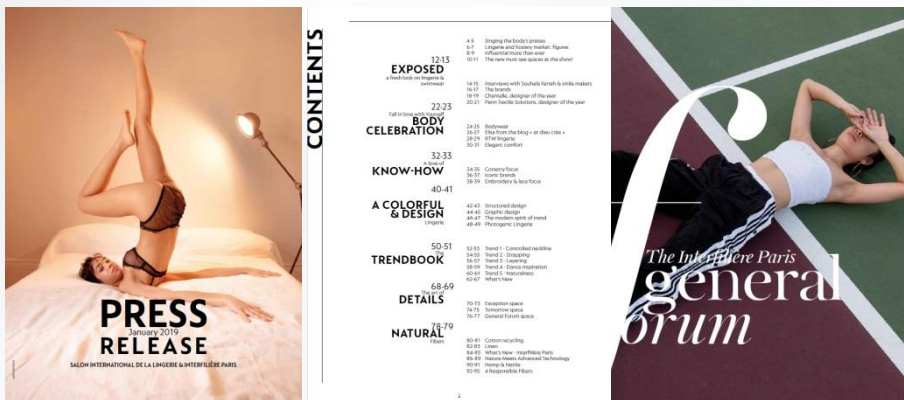 PRESS
January 2019
RELEASE
SALON INTERNATIONAL DE LA LINGERIE & INTERFILIÈRE PARIS
CONTENTS
12-13
EXPOSED
a fresh look on lingerie &
swimwear
22-23
Fall in love with Yourself
BODY
CELEBRATION
32-33
A love of
KNOW-HOW
40-41
A COLORFUL
& DESIGN
Lingerie
50-51
The
TRENDBOOK
68-69
The art of
DETAILS
78-79
NATURAL
Fibers
4-5 Singing the body's praises
6-7 Lingerie and hosiery market: figures
8-9 Influential more than ever
10-11 The new must see spaces at the show!
14-15 Interviews with & smile makers
16-17 The brands
18-19 Chantelle, designer of the year
20-21 Penn Textile Solutions, designer of the year
24-25 Bodywear
26-27 Elisa from the blog « et dieu créa »
28-29 RTW lingerie
30-31 Elegant comfort
34-35 Corsetry focus
36-37 Iconic brands
38-39 Embroidery & lace focus
42-43 Structured design
44-45 Graphic design
46-47 The modern spirit of trend
48-49 Photogenic Lingerie
52-53 Trend 1 - Controlled neckline
54-55 Trend 2 - Strapping
56-57 Trend 3 - Layering
58-59 Trend 4 - Dance inspiration
60-61 Trend 5 - Naturalness
62-67 What's New
70-73 Exception space
74-75 Tomorrow space
76-77 General Forum space
80-81 Cotton recycling
82-83 Linen
84-85 What's New - Interfilière Paris
86-89 Nature Meets Advanced Technology
90-91 Hemp & Nettle
92-95 4 Responsible Fibers
2
The Interfilière Paris
general
forum